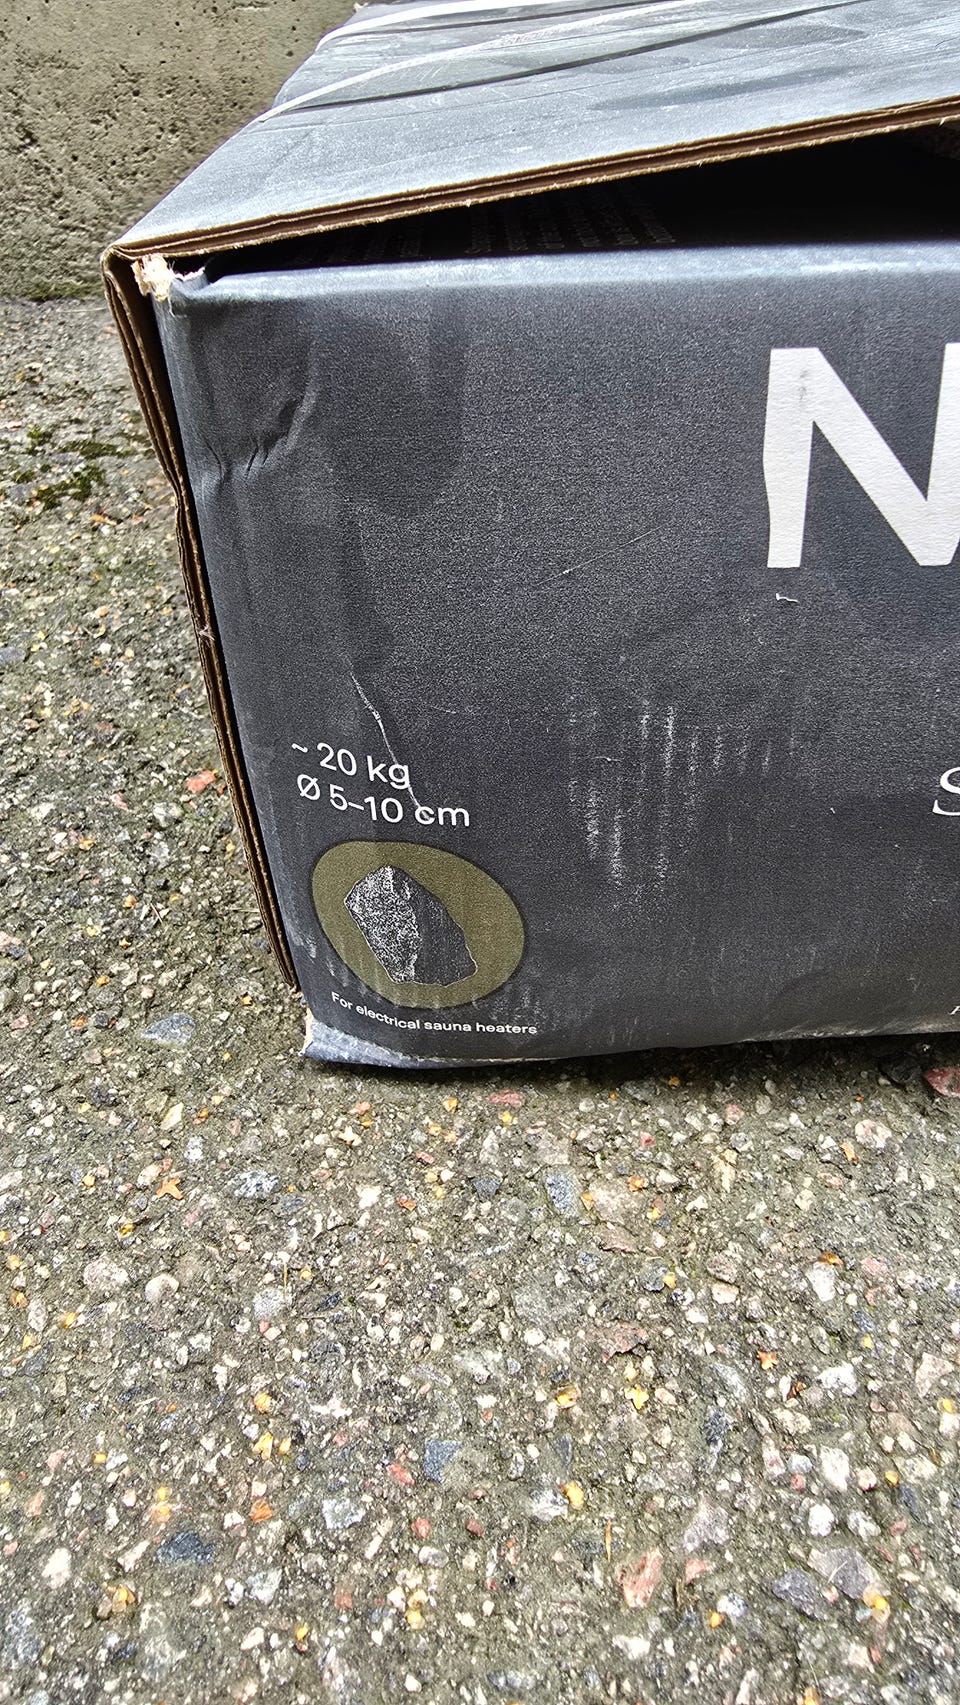 N
~ 20 kg
Ø 5–10 cm
S
For electrical sauna heaters